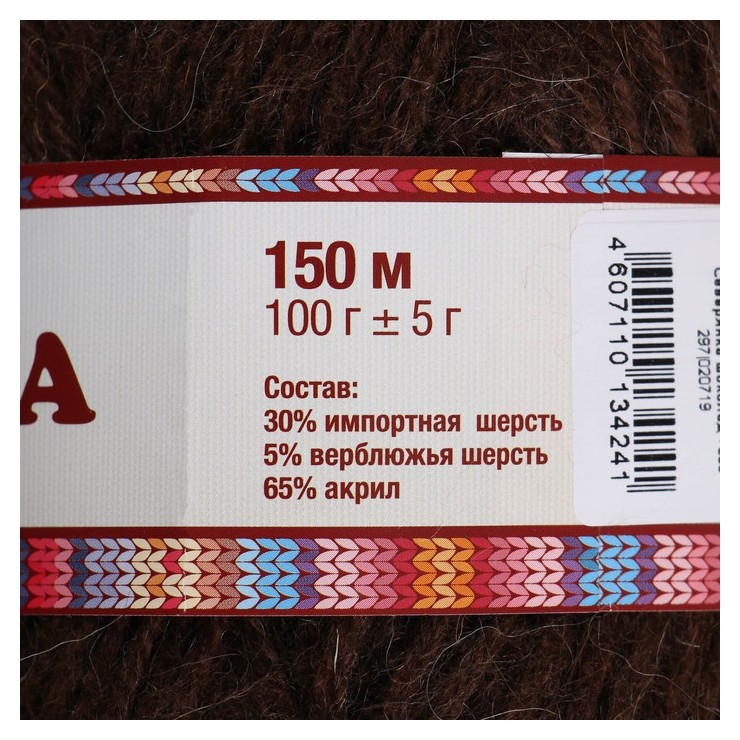 А
150 м
100 г ± 5 г
Состав:
30% импортная шерсть
5% верблюжья шерсть
65% акрил
4 607110 134241
297|020719